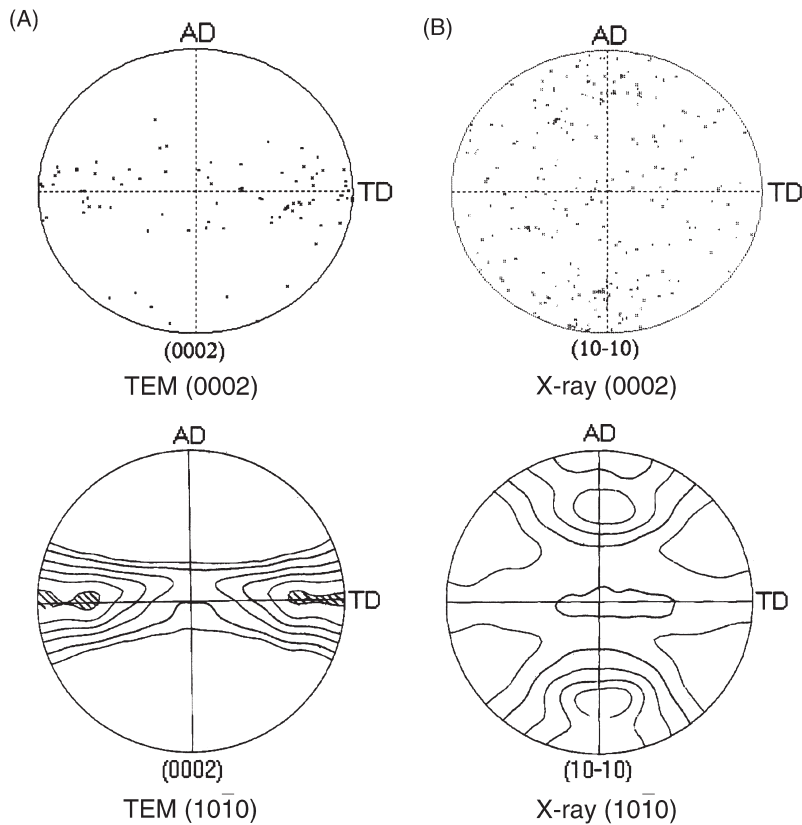 (A)
AD
TD
(0002)
TEM (0002)
(B)
AD
TD
(10-10)
X-ray (0002)
AD
TD
(0002)
TEM (101̅0)
AD
TD
(10-10)
X-ray (101̅0)